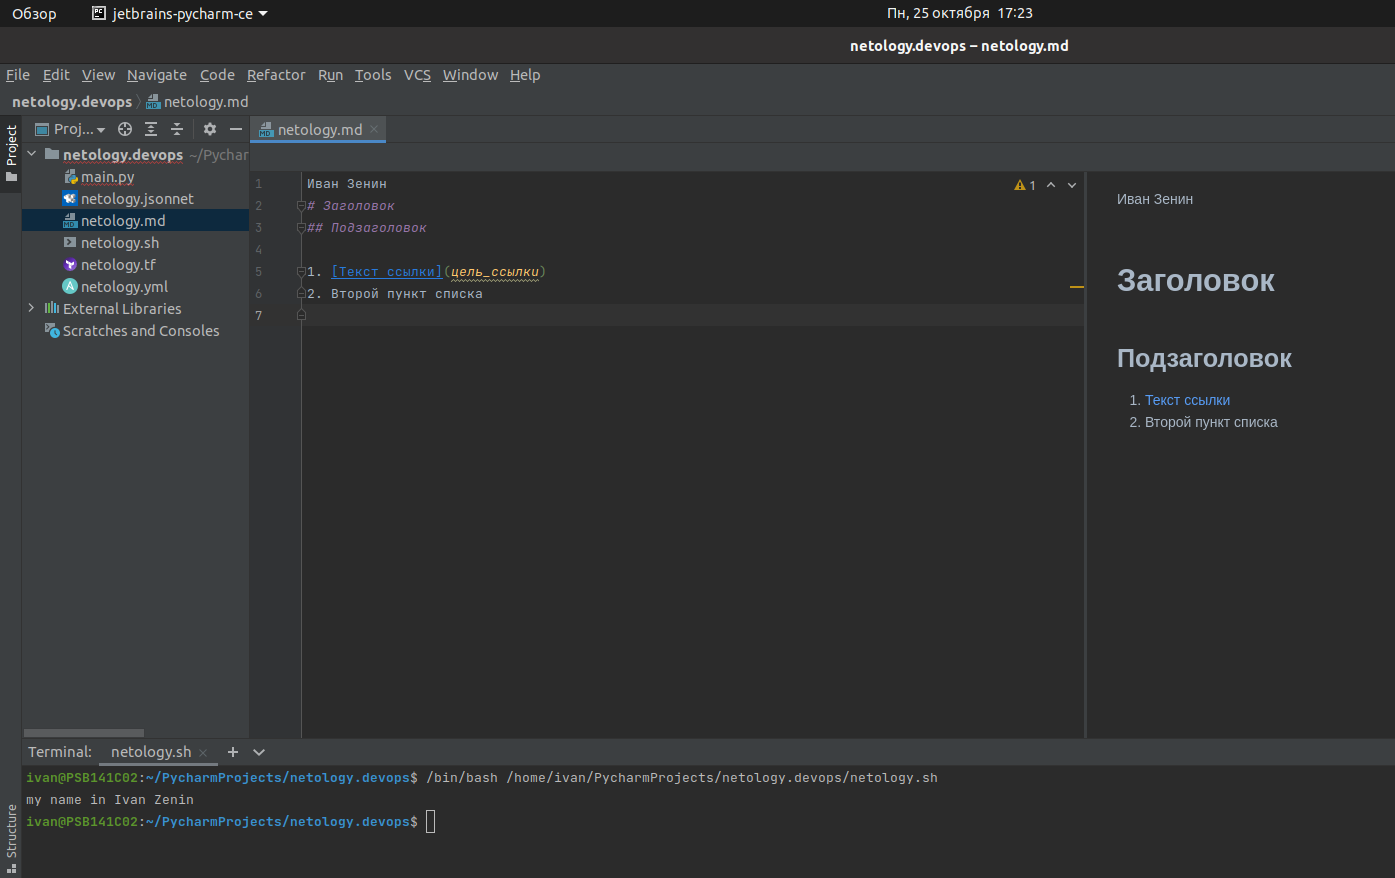 Обзор jetbrains-pycharm-ce Пн, 25 октября 17:23
netology.devops – netology.md
File Edit View Navigate Code Refactor Run Tools VCS Window Help
netology.devops netology.md
Project
Proj...
netology.md
netology.devops ~/Pychar
main.py
netology.jsonnet
netology.md
netology.sh
netology.tf
netology.yml
External Libraries
Scratches and Consoles
1 Иван Зенин
2 # Заголовок
3 ## Подзаголовок
4
5 1. [Текст ссылки](цель_ссылки)
6 2. Второй пункт списка
7
1
Иван Зенин
Заголовок
Подзаголовок
1. Текст ссылки
2. Второй пункт списка
Terminal: netology.sh
ivan@PSB141C02:~/PycharmProjects/netology.devops$ /bin/bash /home/ivan/PycharmProjects/netology.devops/netology.sh
my name in Ivan Zenin
ivan@PSB141C02:~/PycharmProjects/netology.devops$
Structure